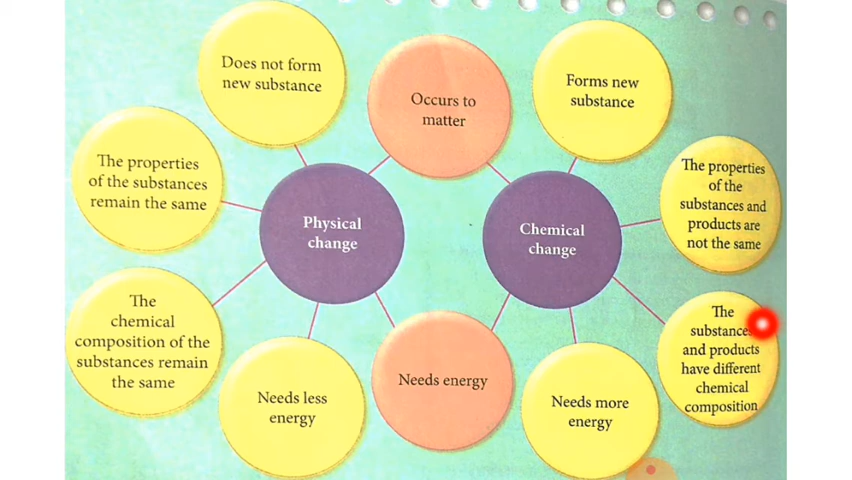 Does not form
new substance
Occurs to
matter
Forms new
substance
The properties
of the substances
remain the same
Physical
change
Chemical
change
The properties
of the
substances and
products are
not the same
The
chemical
composition of the
substances remain
the same
Needs less
energy
Needs energy
Needs more
energy
The
substances
and products
have different
chemical
composition